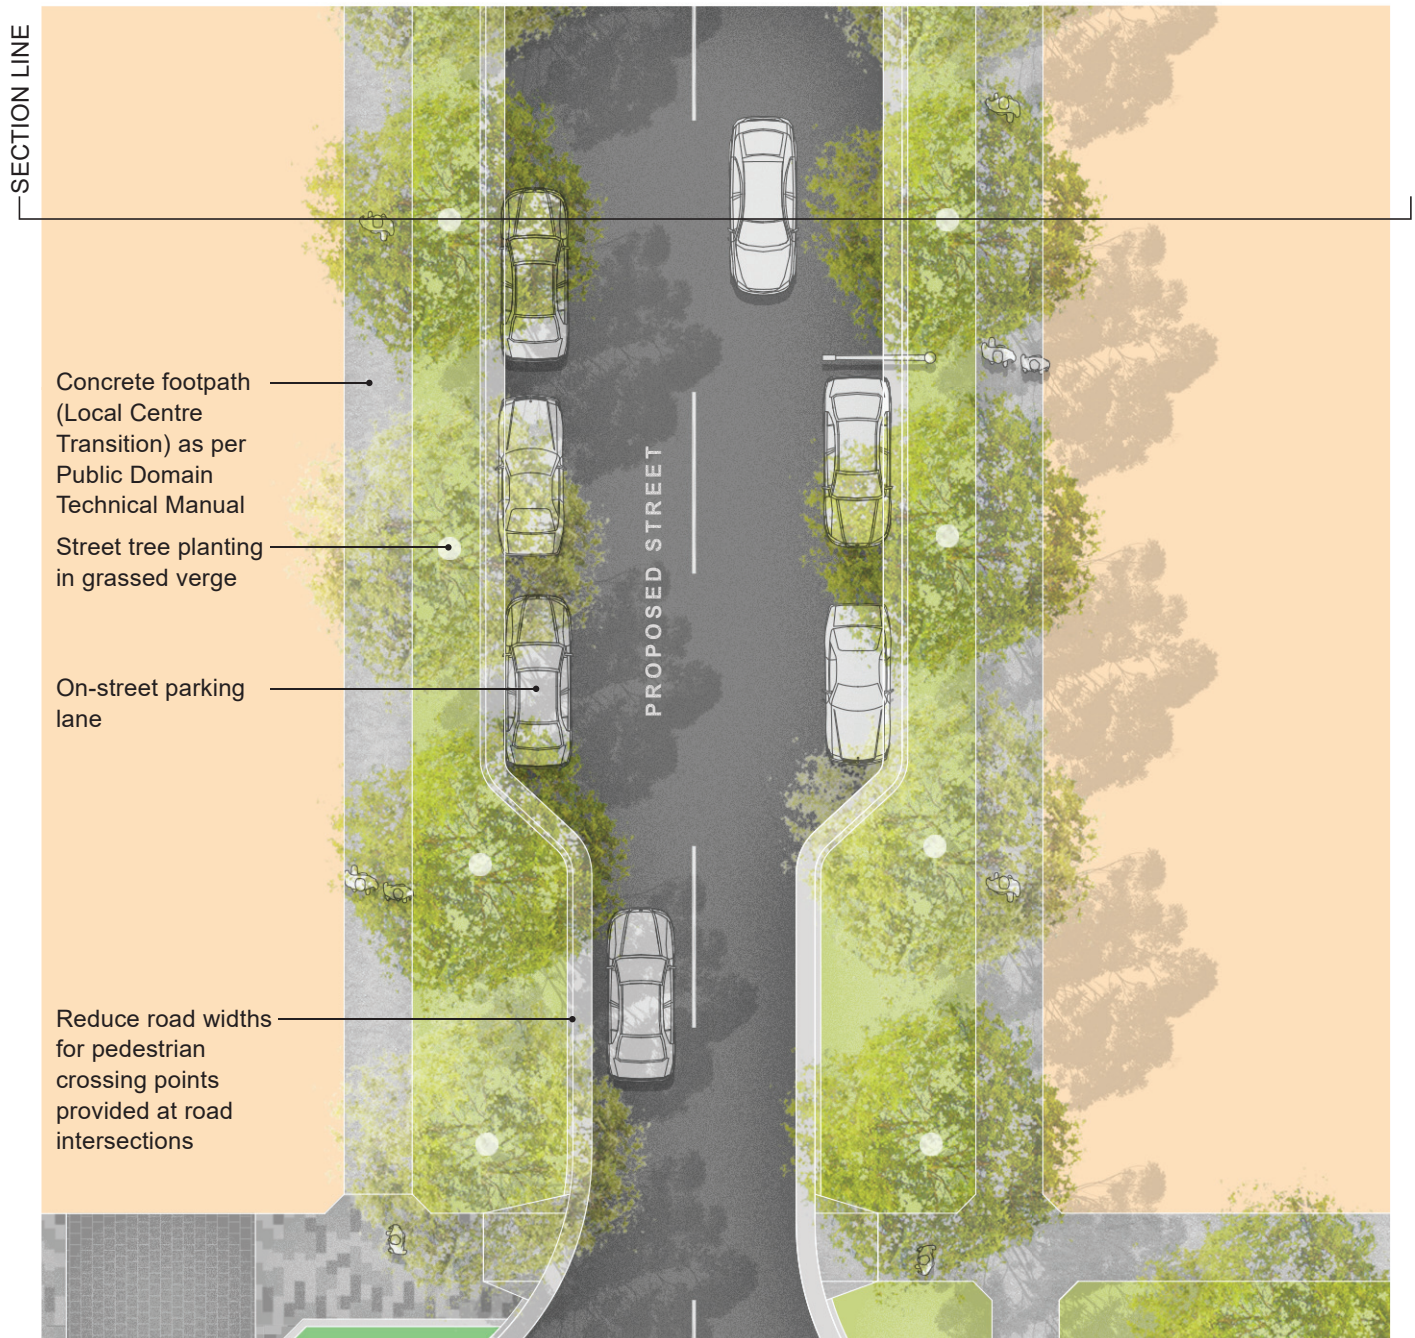 SECTION LINE
Concrete footpath
(Local Centre
Transition) as per
Public Domain
Technical Manual
Street tree planting
in grassed verge
On-street parking
lane
Reduce road widths
for pedestrian
crossing points
provided at road
intersections
PROPOSED STREET